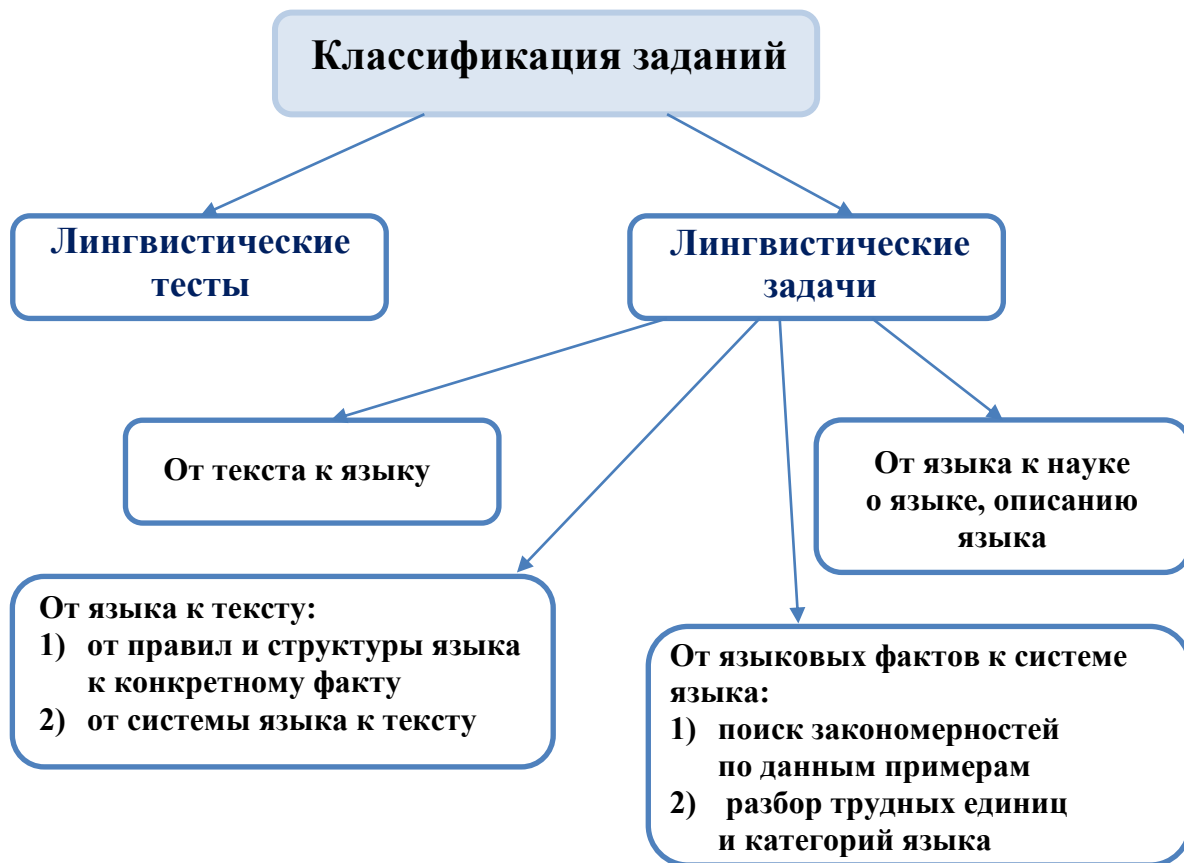 Классификация заданий
Лингвистические
тесты
Лингвистические
задачи
От текста к языку
От языка к науке
о языке, описанию
языка
От языка к тексту:
1) от правил и структуры языка
к конкретному факту
2) от системы языка к тексту
От языковых фактов к системе
языка:
1) поиск закономерностей
по данным примерам
2) разбор трудных единиц
и категорий языка